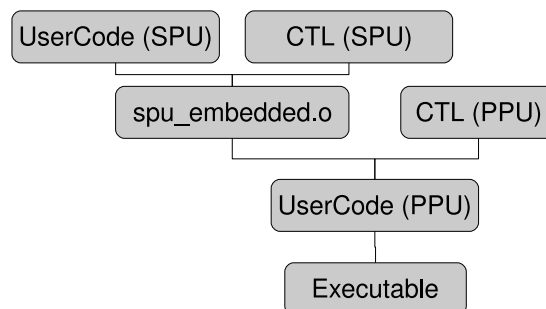 UserCode (SPU)
CTL (SPU)
spu_embedded.o
CTL (PPU)
UserCode (PPU)
Executable